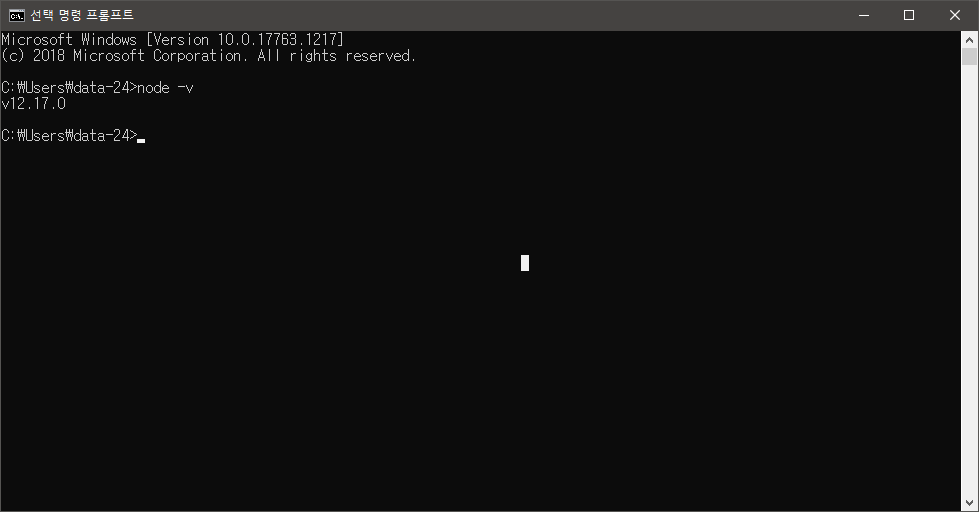 선택 명령 프롬프트
Microsoft Windows [Version 10.0.17763.1217]
(c) 2018 Microsoft Corporation. All rights reserved.
C:₩Users₩data-24>node -v
v12.17.0
C:₩Users₩data-24>